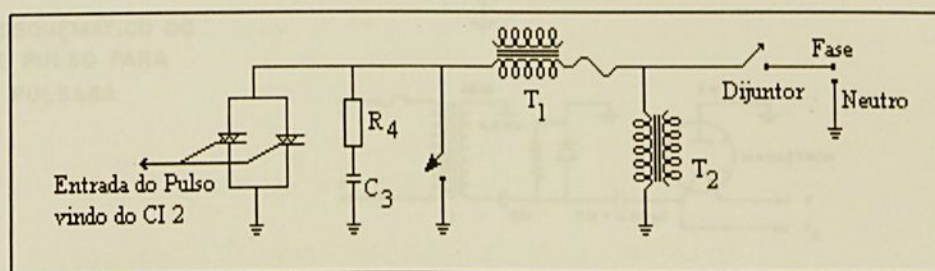 T1
Fase
Dijuntor
Neutro
R4
C3
T2
Entrada do Pulso
vindo do CI 2